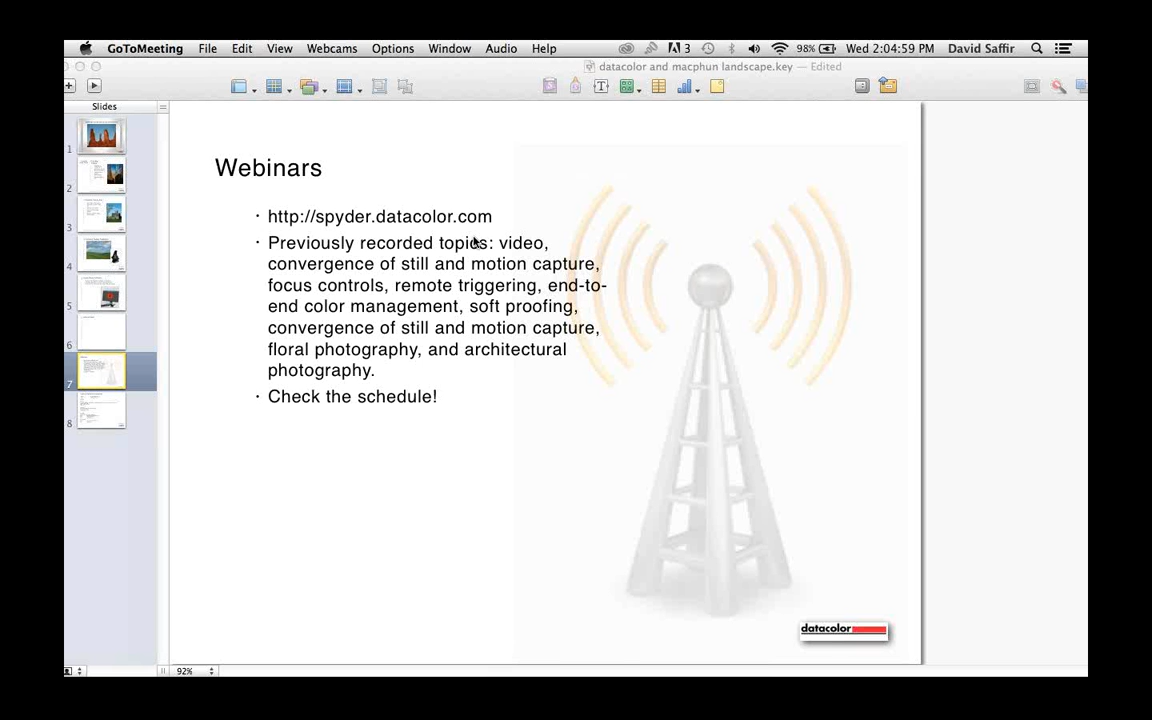 GoToMeeting File Edit View Webcams Options Window Audio Help 3 98% Wed 2:04:59 PM David Saffir
datacolor and macphun landscape.key — Edited
Slides
1
2
3
4
5
6
7
8
Webinars
· http://spyder.datacolor.com
· Previously recorded topics: video,
convergence of still and motion capture,
focus controls, remote triggering, end-to-
end color management, soft proofing,
convergence of still and motion capture,
floral photography, and architectural
photography.
· Check the schedule!
datacolor
92%